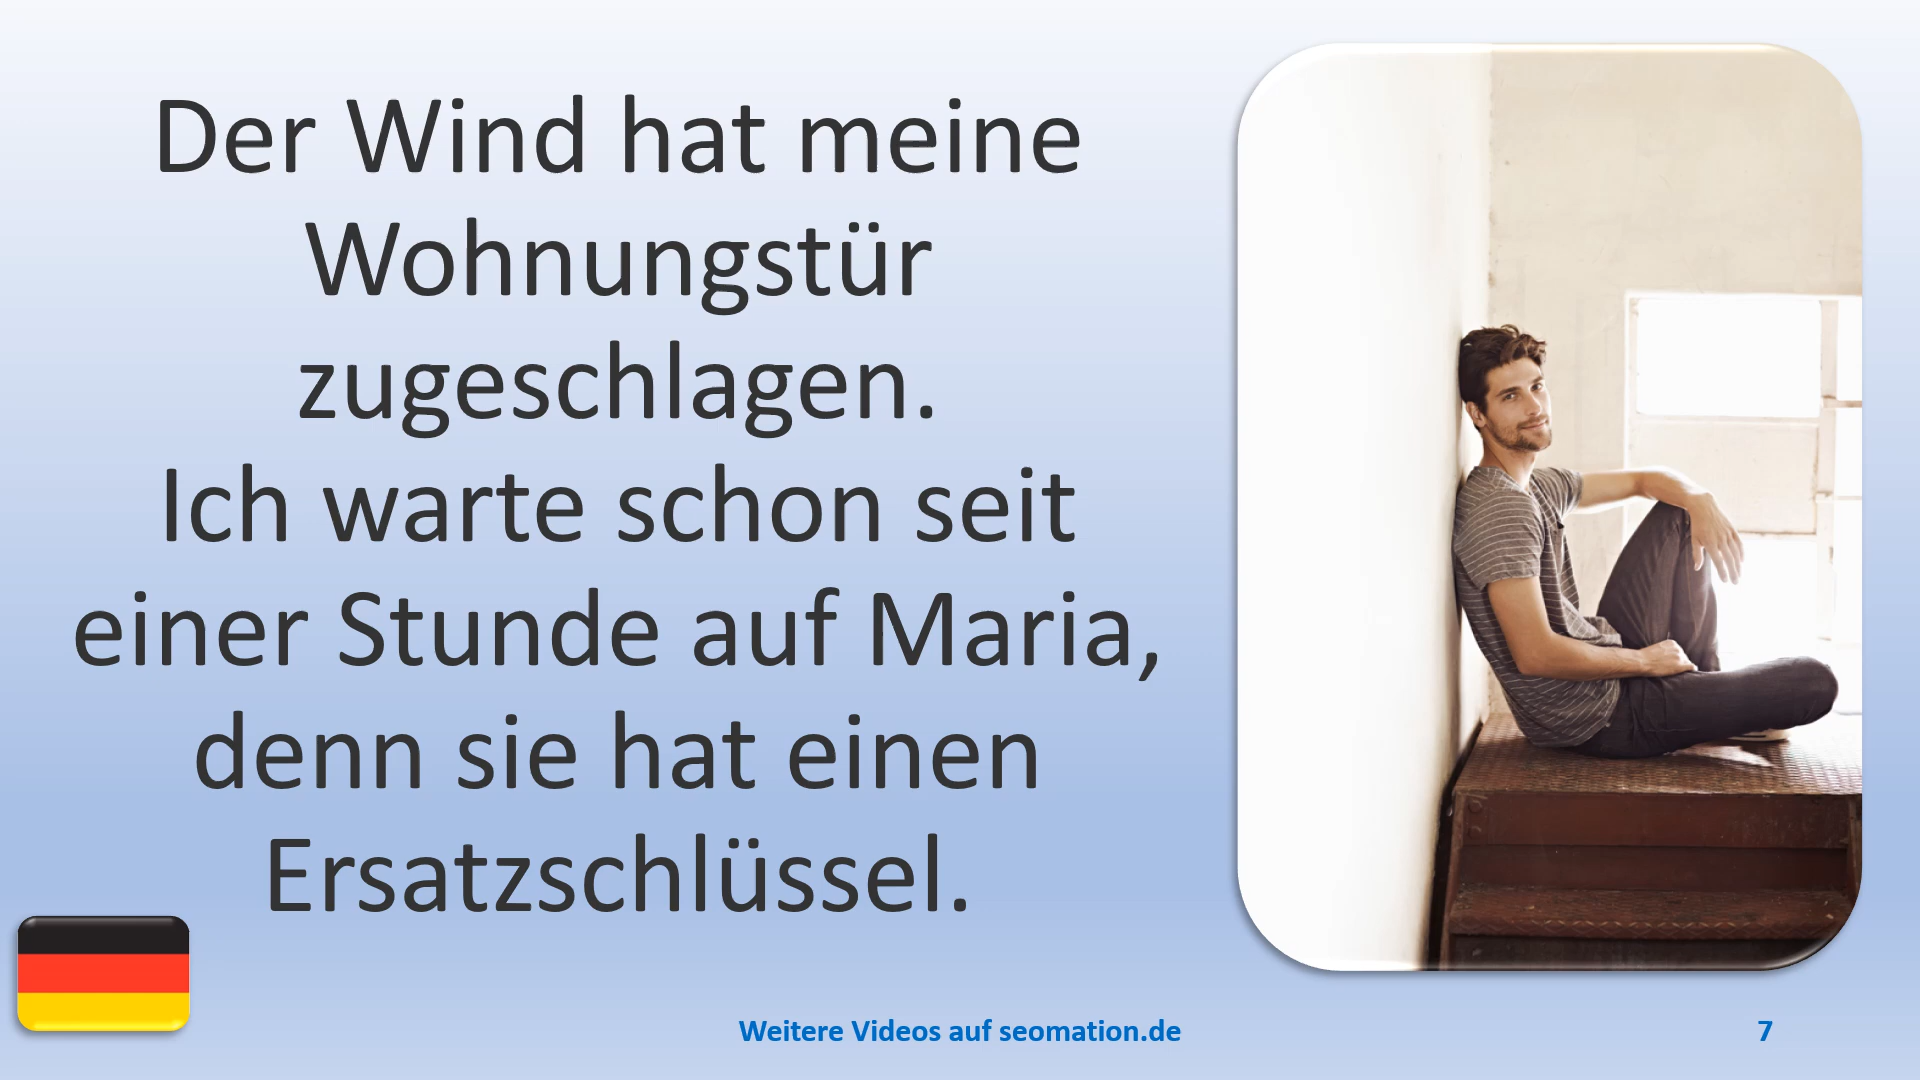 Der Wind hat meine
Wohnungstür
zugeschlagen.
Ich warte schon seit
einer Stunde auf Maria,
denn sie hat einen
Ersatzschlüssel.
Weitere Videos auf seomation.de
7